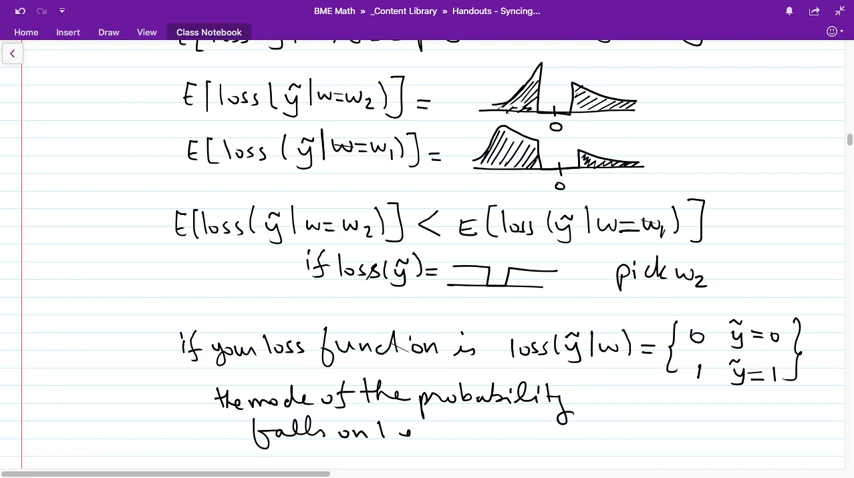 BME Math » _Content Library » Handouts - Syncing...
Home Insert Draw View Class Notebook
E[loss(ỹ|w=w₂)] =
0
E[loss(ỹ|w=w₁)] =
0
E[loss(ỹ|w=w₂)] < E[loss(ỹ|w=w₁)]
if loss(ỹ)= pick w₂
if your loss function is loss(ỹ|w) = { 0 ỹ=0
1 ỹ=1 }
the mode of the probability
falls on 1